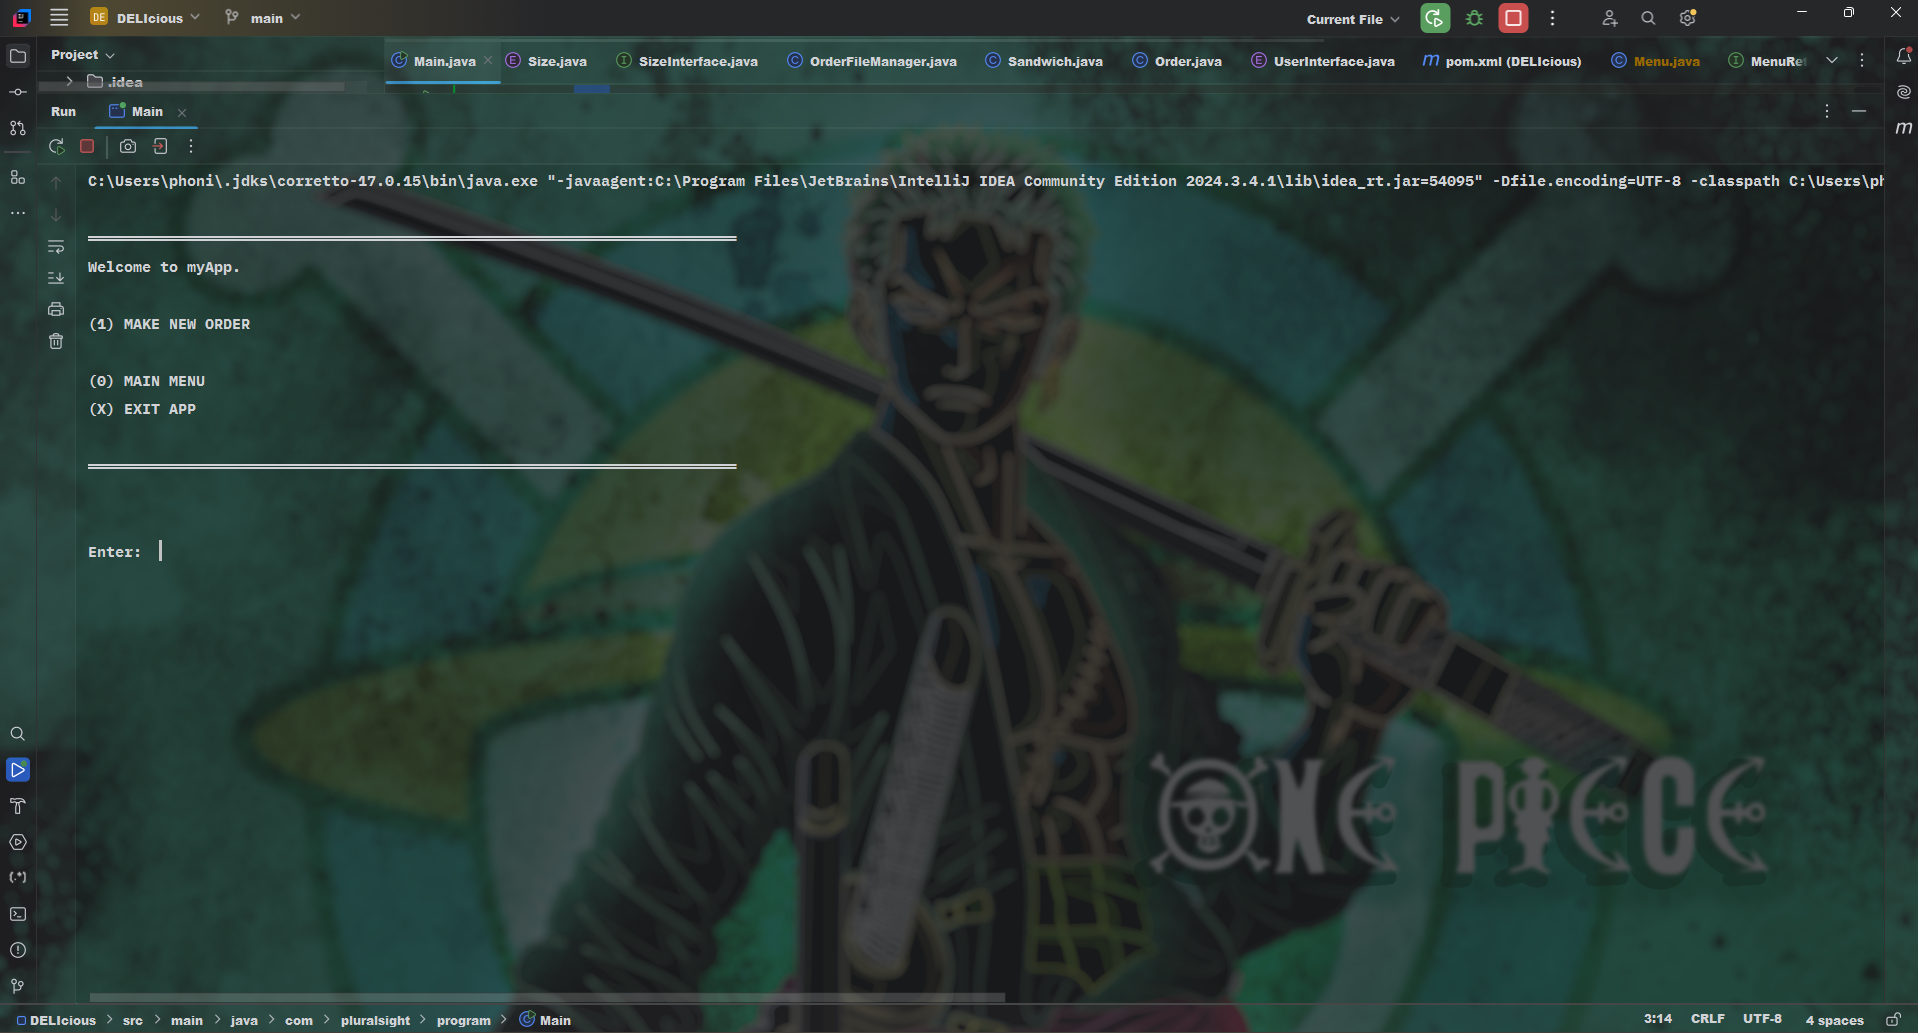 DE DELIcious main Current File
Project
Main.java Size.java SizeInterface.java OrderFileManager.java Sandwich.java Order.java UserInterface.java pom.xml (DELIcious) Menu.java MenuRe
.idea
Run Main
C:\Users\phoni\.jdks\corretto-17.0.15\bin\java.exe "-javaagent:C:\Program Files\JetBrains\IntelliJ IDEA Community Edition 2024.3.4.1\lib\idea_rt.jar=54095" -Dfile.encoding=UTF-8 -classpath C:\Users\ph
Welcome to myApp.
(1) MAKE NEW ORDER
(0) MAIN MENU
(X) EXIT APP
Enter:
ONE PIECE
DELIcious > src > main > java > com > pluralsight > program > Main 3:14 CRLF UTF-8 4 spaces